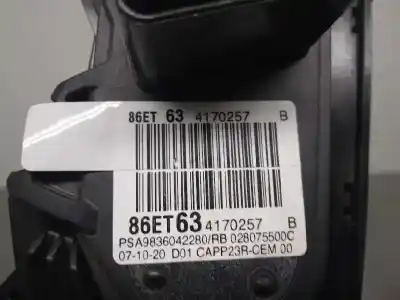 86ET 63 4170257 B
86ET63 4170257 B
PSA9836042280/RB 028075500C
07-10-20 D01 CAPP23R-CEM 00